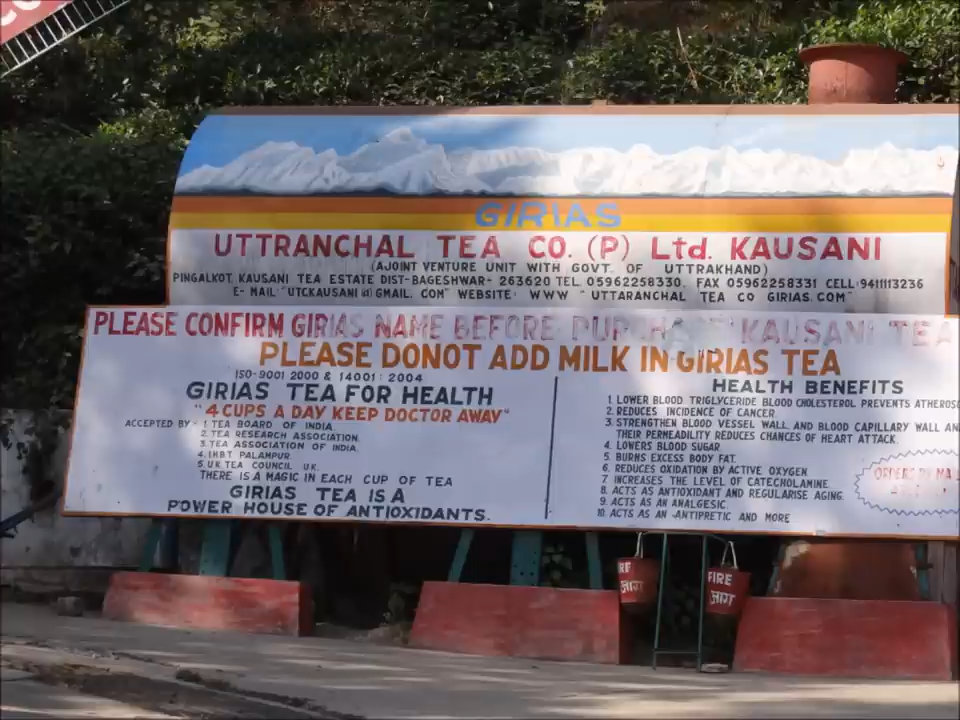 GIRIAS
UTTRANCHAL TEA CO. (P) Ltd. KAUSANI
(AJOINT VENTURE UNIT WITH GOVT. OF UTTRAKHAND)
PINGALKOT KAUSANI TEA ESTATE DIST-BAGESHWAR- 263620 TEL. 05962258330. FAX 05962258331 CELL-9411113236
E- MAIL "UTCKAUSANI @ GMAIL. COM" WEBSITE: WWW "UTTARANCHAL TEA CO GIRIAS.COM"
PLEASE CONFIRM GIRIAS NAME BEFORE KAUSANI TEA
PLEASE DONOT ADD MILK IN GIRIAS TEA
ISO-9001 2000 & 14001 : 2004
GIRIAS TEA FOR HEALTH
"4 CUPS A DAY KEEP DOCTOR AWAY"
ACCEPTED BY - 1. TEA BOARD OF INDIA
2. TEA RESEARCH ASSOCIATION
3. TEA ASSOCIATION OF INDIA
4. IHBT PALAMPUR
5. UK TEA COUNCIL U.K.
THERE IS A MAGIC IN EACH CUP OF TEA
GIRIAS TEA IS A
POWER HOUSE OF ANTIOXIDANTS.
HEALTH BENEFITS
1. LOWER BLOOD TRIGLYCERIDE BLOOD CHOLESTEROL PREVENTS ATHEROS
2. REDUCES INCIDENCE OF CANCER
3. STRENGTHEN BLOOD VESSEL WALL AND BLOOD CAPILLARY WALL AN
THEIR PERMEABILITY REDUCES CHANCES OF HEART ATTACK.
4. LOWERS BLOOD SUGAR
5. BURNS EXCESS BODY FAT.
6. REDUCES OXIDATION BY ACTIVE OXYGEN
7. INCREASES THE LEVEL OF CATECHOLAMINE.
8. ACTS AS ANTIOXIDANT AND REGULARISE AGING
9. ACTS AS AN ANALGESIC
10. ACTS AS AN -ANTIPRETIC AND MORE
ORDERS BY MA
FIRE
आग
RE
आग